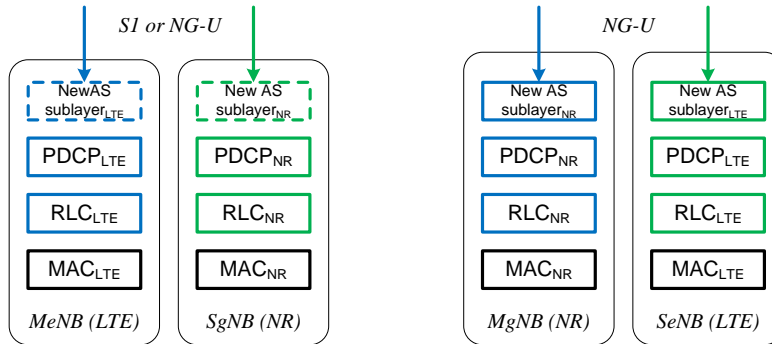 S1 or NG-U
NG-U
NewAS
sublayerLTE
New AS
sublayerNR
New AS
sublayerNR
New AS
sublayerLTE
PDCPLTE
PDCPNR
PDCPNR
PDCPLTE
RLCLTE
RLCNR
RLCNR
RLCLTE
MACLTE
MACNR
MACNR
MACLTE
MeNB (LTE)
SgNB (NR)
MgNB (NR)
SeNB (LTE)